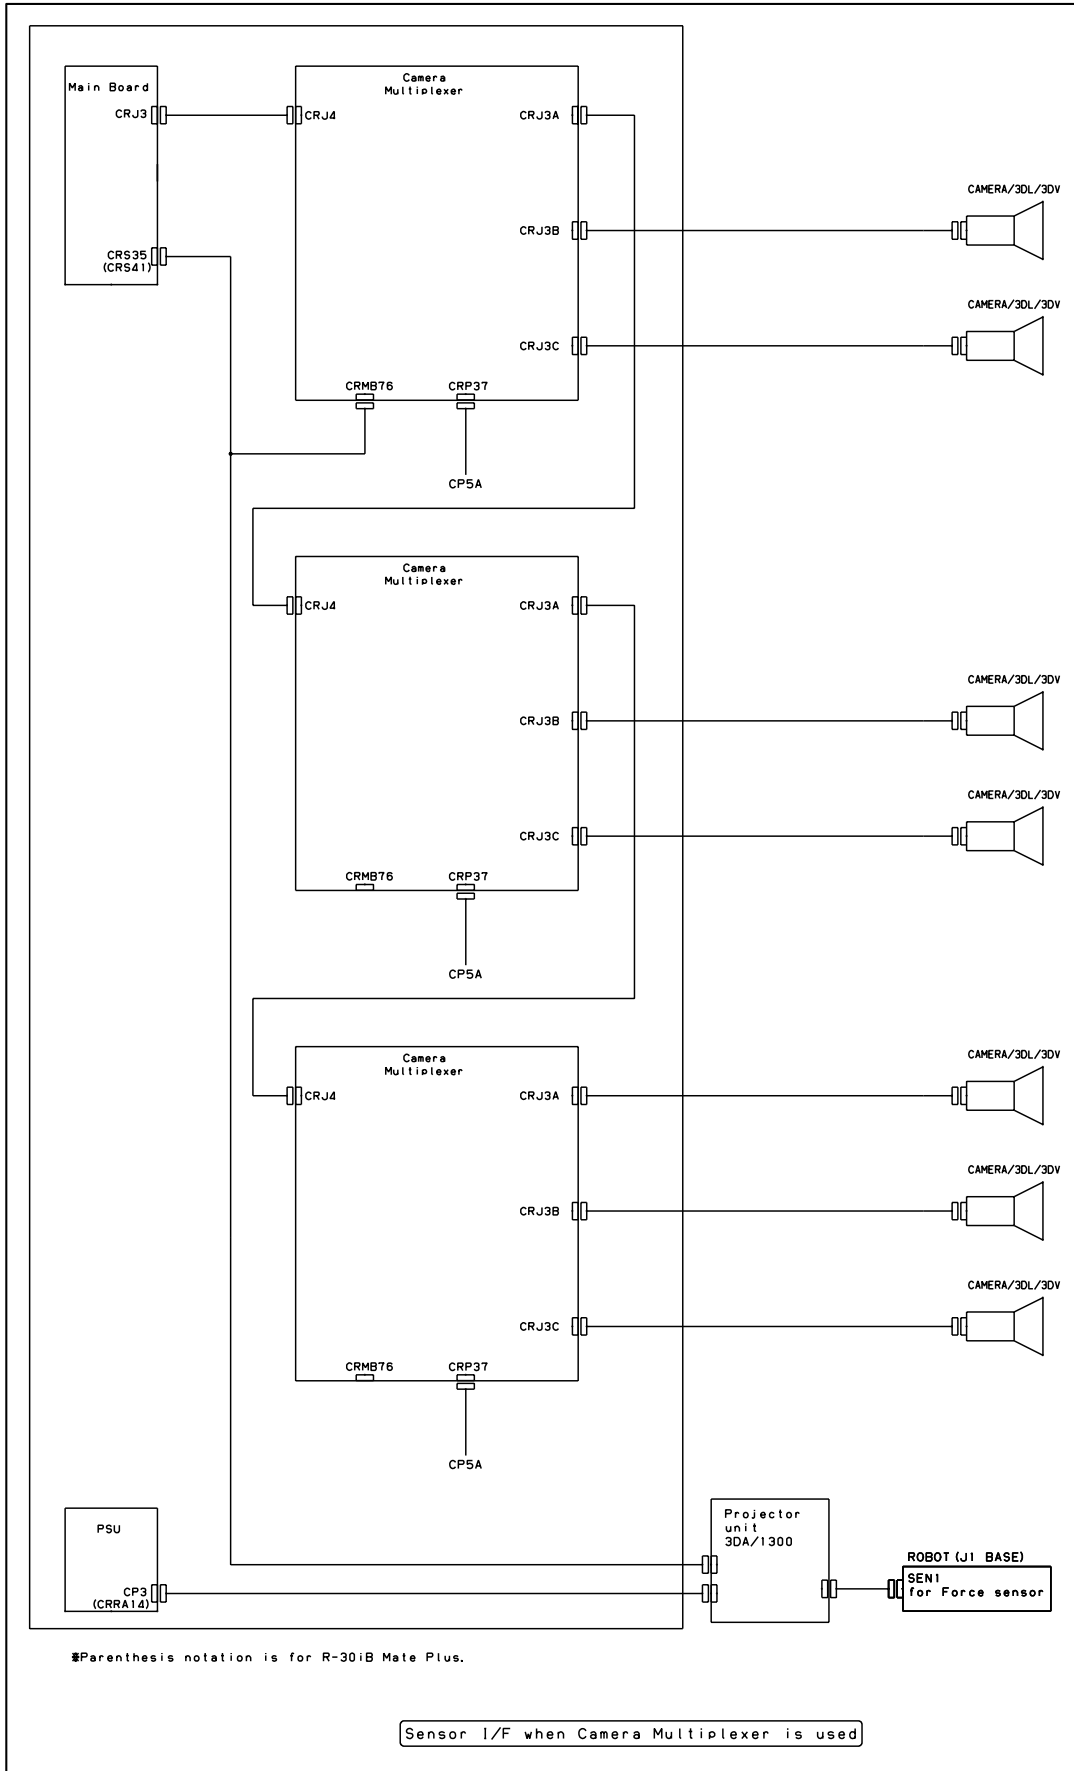 Main Board
CRJ3
CRS35
(CRS41)
Camera
Multiplexer
CRJ4
CRJ3A
CRJ3B
CRJ3C
CRMB76
CRP37
CP5A
CAMERA/3DL/3DV
CAMERA/3DL/3DV
Camera
Multiplexer
CRJ4
CRJ3A
CRJ3B
CRJ3C
CRMB76
CRP37
CP5A
CAMERA/3DL/3DV
CAMERA/3DL/3DV
Camera
Multiplexer
CRJ4
CRJ3A
CRJ3B
CRJ3C
CRMB76
CRP37
CP5A
CAMERA/3DL/3DV
CAMERA/3DL/3DV
CAMERA/3DL/3DV
PSU
CP3
(CRRA14)
Projector
unit
3DA/1300
ROBOT (J1 BASE)
SEN1
for Force sensor
※Parenthesis notation is for R-30iB Mate Plus.
Sensor I/F when Camera Multiplexer is used